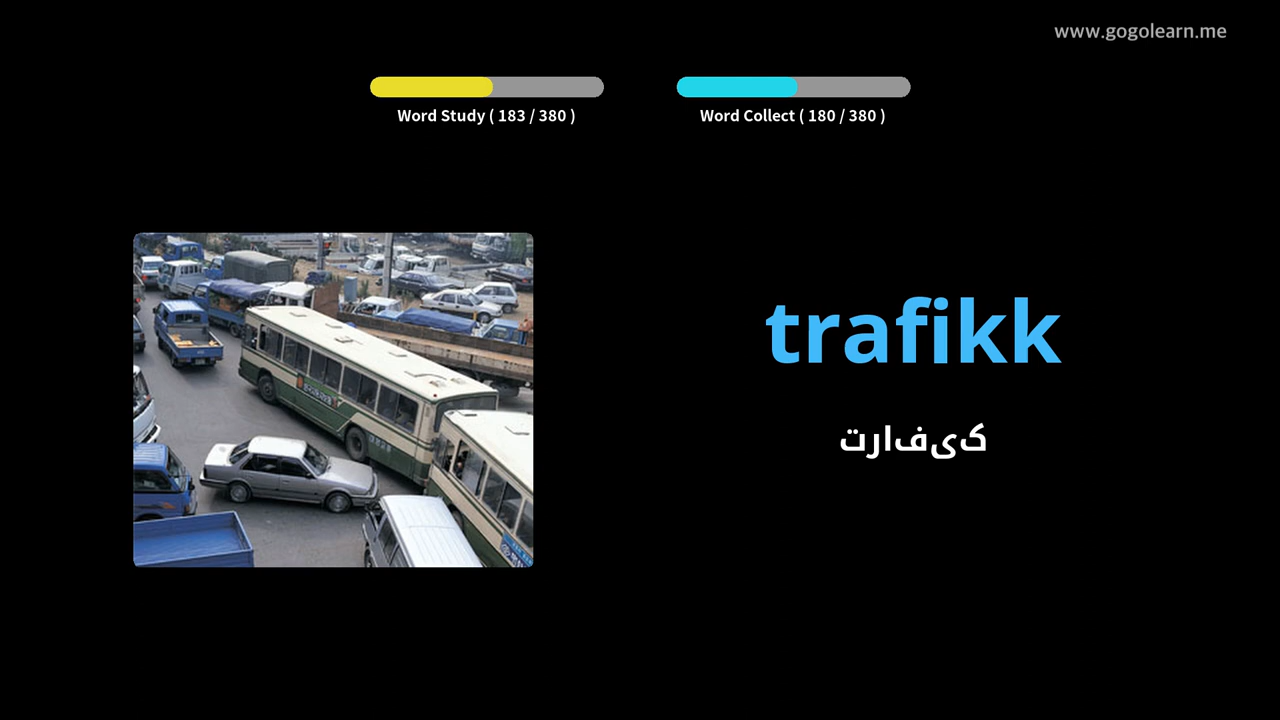 www.gogolearn.me
Word Study ( 183 / 380 )
Word Collect ( 180 / 380 )
trafikk
کیفارت